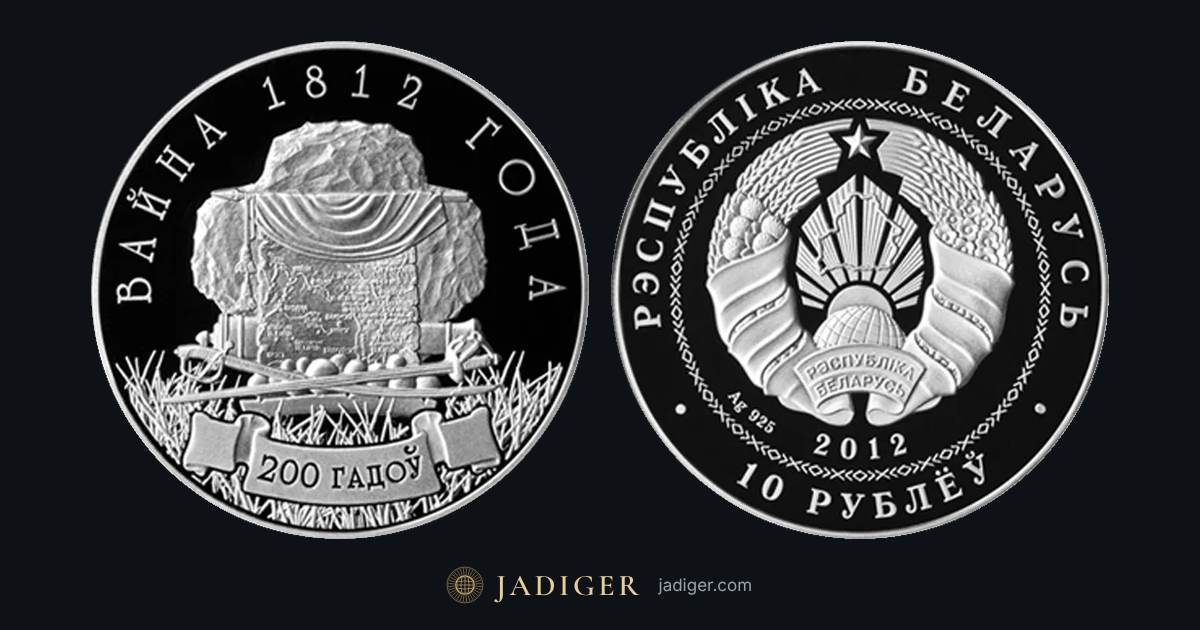 ВАЙНА 1812 ГОДА
200 ГАДОЎ
РЭСПУБЛІКА БЕЛАРУСЬ
РЭСПУБЛІКА
БЕЛАРУСЬ
Ag 925
2012
10 РУБЛЁЎ
JADIGER
jadiger.com